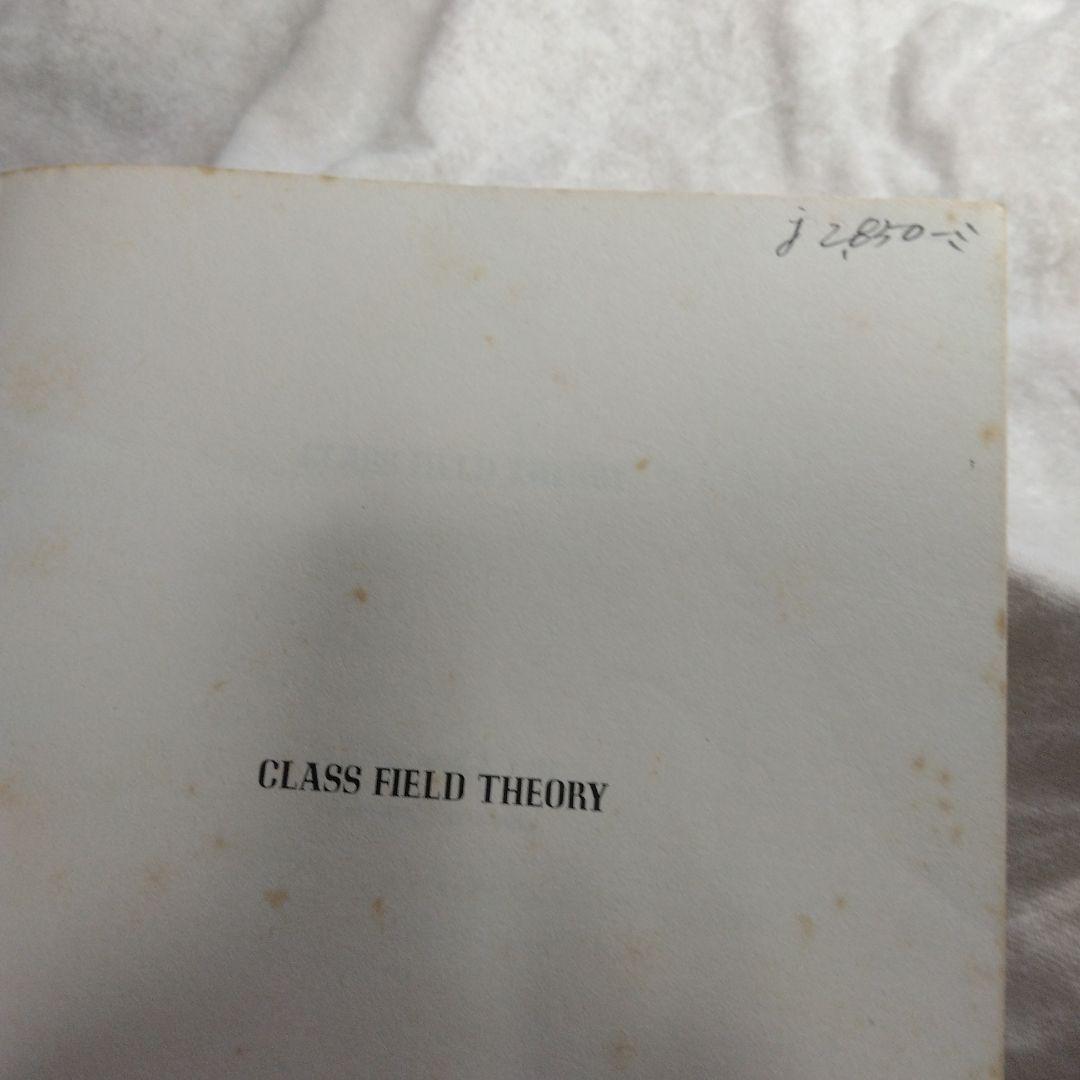 2,850-
CLASS FIELD THEORY